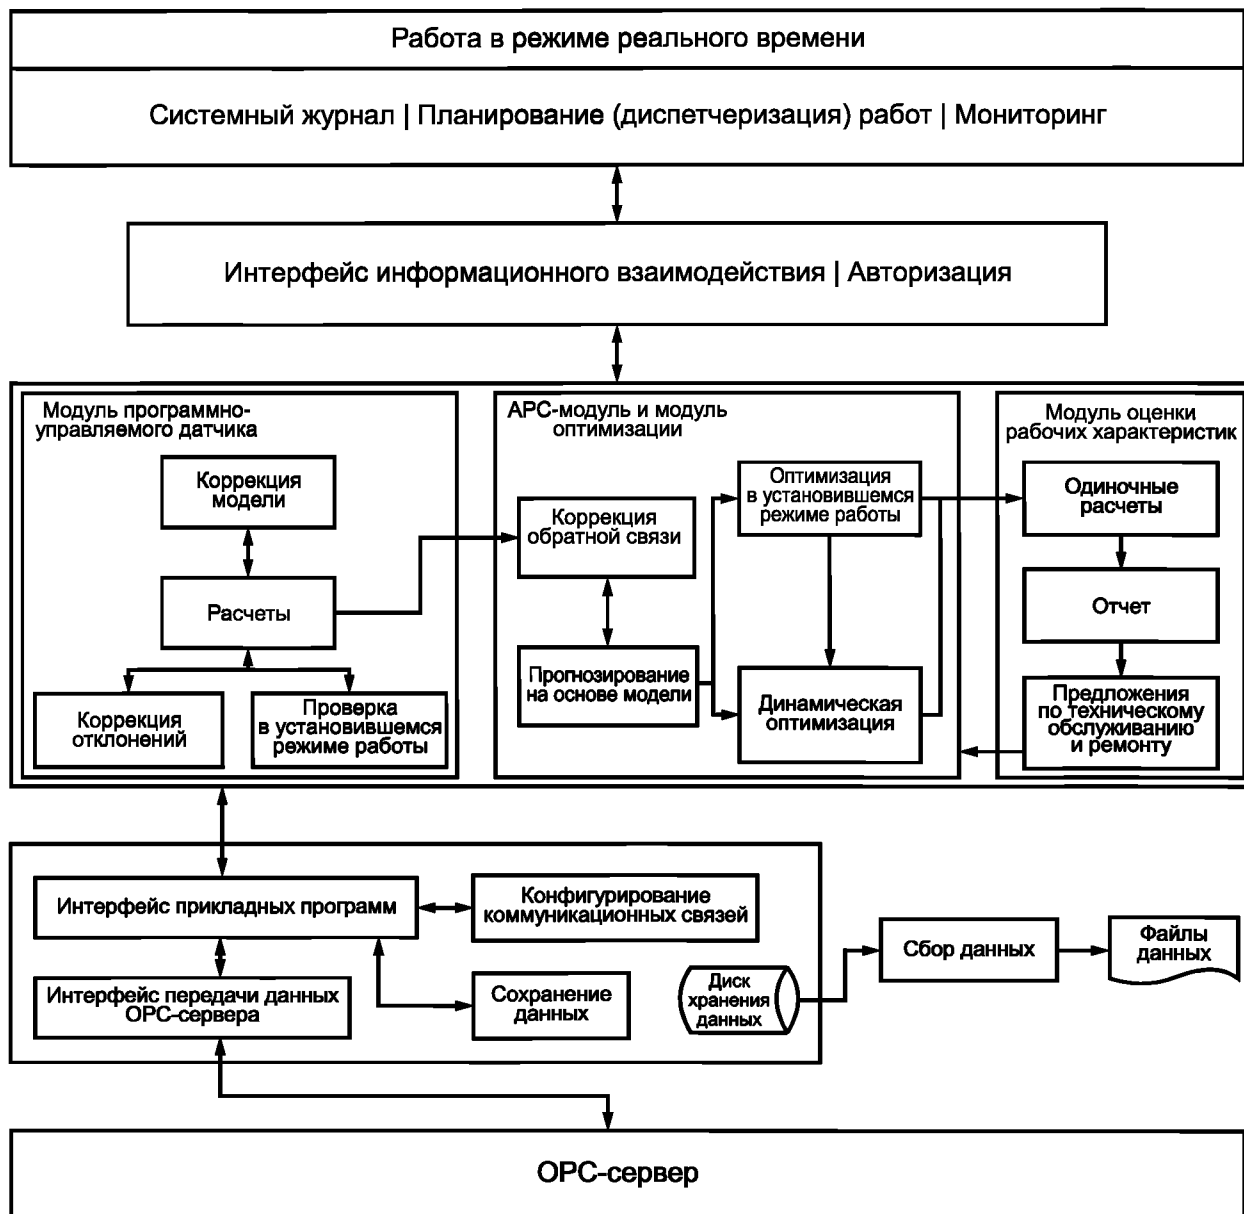 Работа в режиме реального времени
Системный журнал | Планирование (диспетчеризация) работ | Мониторинг
Интерфейс информационного взаимодействия | Авторизация
Модуль программно-
управляемого датчика
Коррекция
модели
Расчеты
Коррекция
отклонений
Проверка
в установившемся
режиме работы
APC-модуль и модуль
оптимизации
Коррекция
обратной связи
Прогнозирование
на основе модели
Оптимизация
в установившемся
режиме работы
Динамическая
оптимизация
Модуль оценки
рабочих характеристик
Одиночные
расчеты
Отчет
Предложения
по техническому
обслуживанию
и ремонту
Интерфейс прикладных программ
Конфигурирование
коммуникационных связей
Интерфейс передачи данных
OPC-сервера
Сохранение
данных
Диск
хранения
данных
Сбор данных
Файлы
данных
OPC-сервер